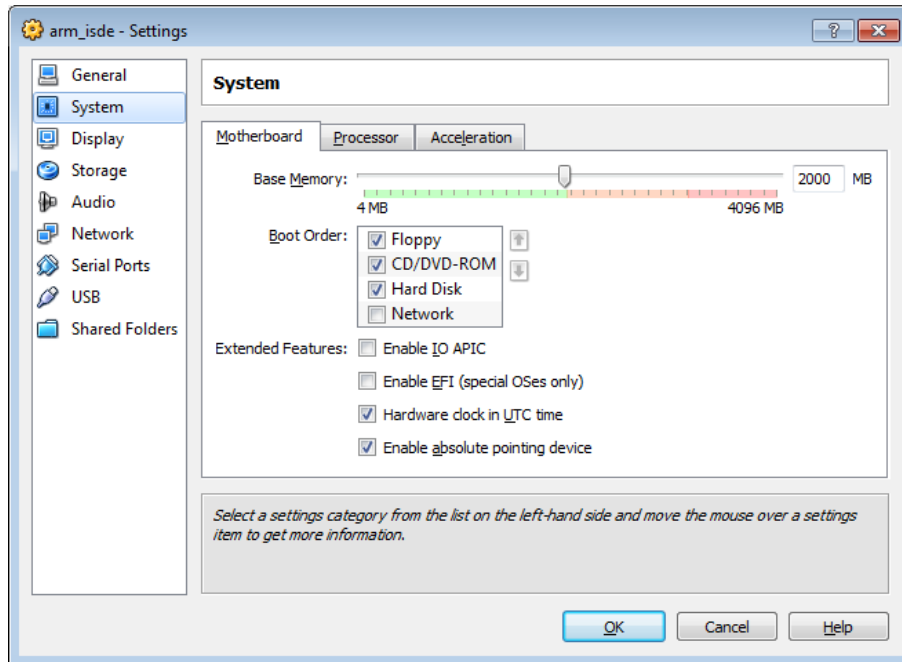 arm_isde - Settings
General
System
Display
Storage
Audio
Network
Serial Ports
USB
Shared Folders
System
Motherboard Processor Acceleration
Base Memory: 2000 MB
4 MB 4096 MB
Boot Order: Floppy
CD/DVD-ROM
Hard Disk
Network
Extended Features: Enable IO APIC
Enable EFI (special OSes only)
Hardware clock in UTC time
Enable absolute pointing device
Select a settings category from the list on the left-hand side and move the mouse over a settings
item to get more information.
OK Cancel Help